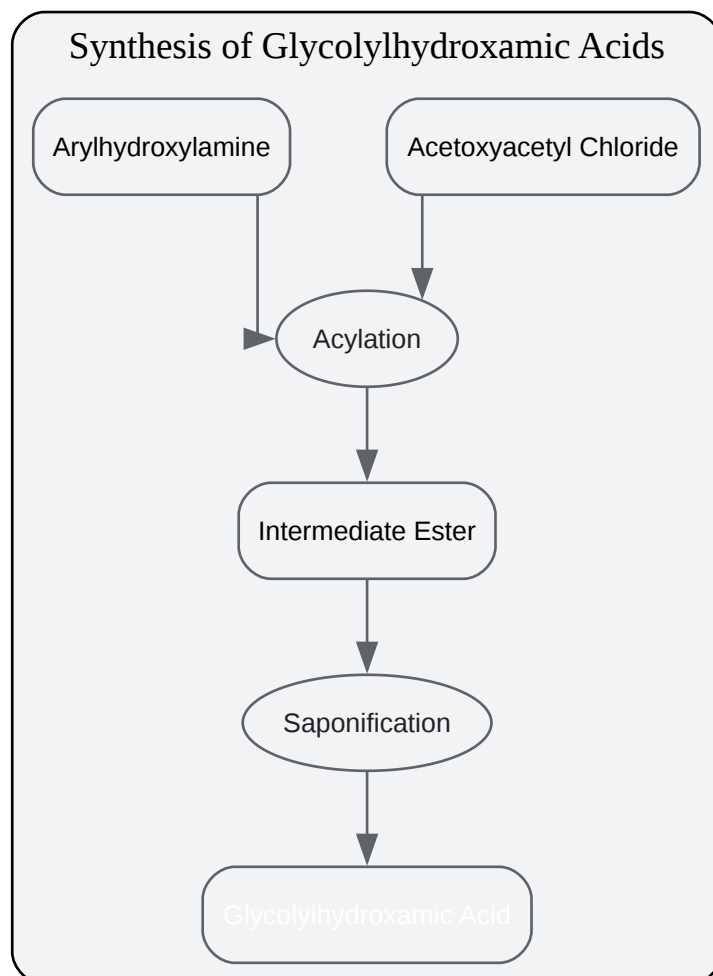 Synthesis of Glycolylhydroxamic Acids
Arylhydroxylamine
Acetoxyacetyl Chloride
Acylation
Intermediate Ester
Saponification
Glycolylhydroxamic Acid